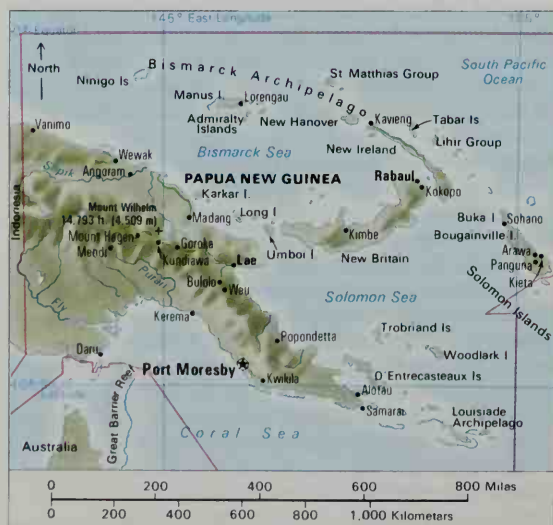 145° East Longitude
155°
0° Equator
North
Ninigo Is
Bismarck Archipelago
St Matthias Group
South Pacific
Ocean
Manus I.
Lorengau
Admiralty
Islands
New Hanover
Kavieng
Tabar Is
Lihir Group
Vanimo
Wewak
Bismarck Sea
New Ireland
Sepik
Angoram
PAPUA NEW GUINEA
Rabaul
Kokopo
Karkar I.
Mount Wilhelm
14,793 ft. (4,509 m)
Madang
Long I
Buka I
Sohano
Indonesia
Mount Hagen
Mendi
Goroka
Kundiawa
Umboi I
Kimbe
New Britain
Bougainville I
Arawa
Panguna
Kieta
Lae
Purari
Bulolo
Wau
Solomon Sea
Solomon Islands
Fly
Kerema
Popondetta
Trobriand Is
Woodlark I
Daru
Port Moresby
Kwikila
D'Entrecasteaux Is
Alotau
Samarai
Great Barrier Reef
Louisiade
Archipelago
Australia
Coral Sea
0 200 400 600 800 Miles
0 200 400 600 800 1,000 Kilometers